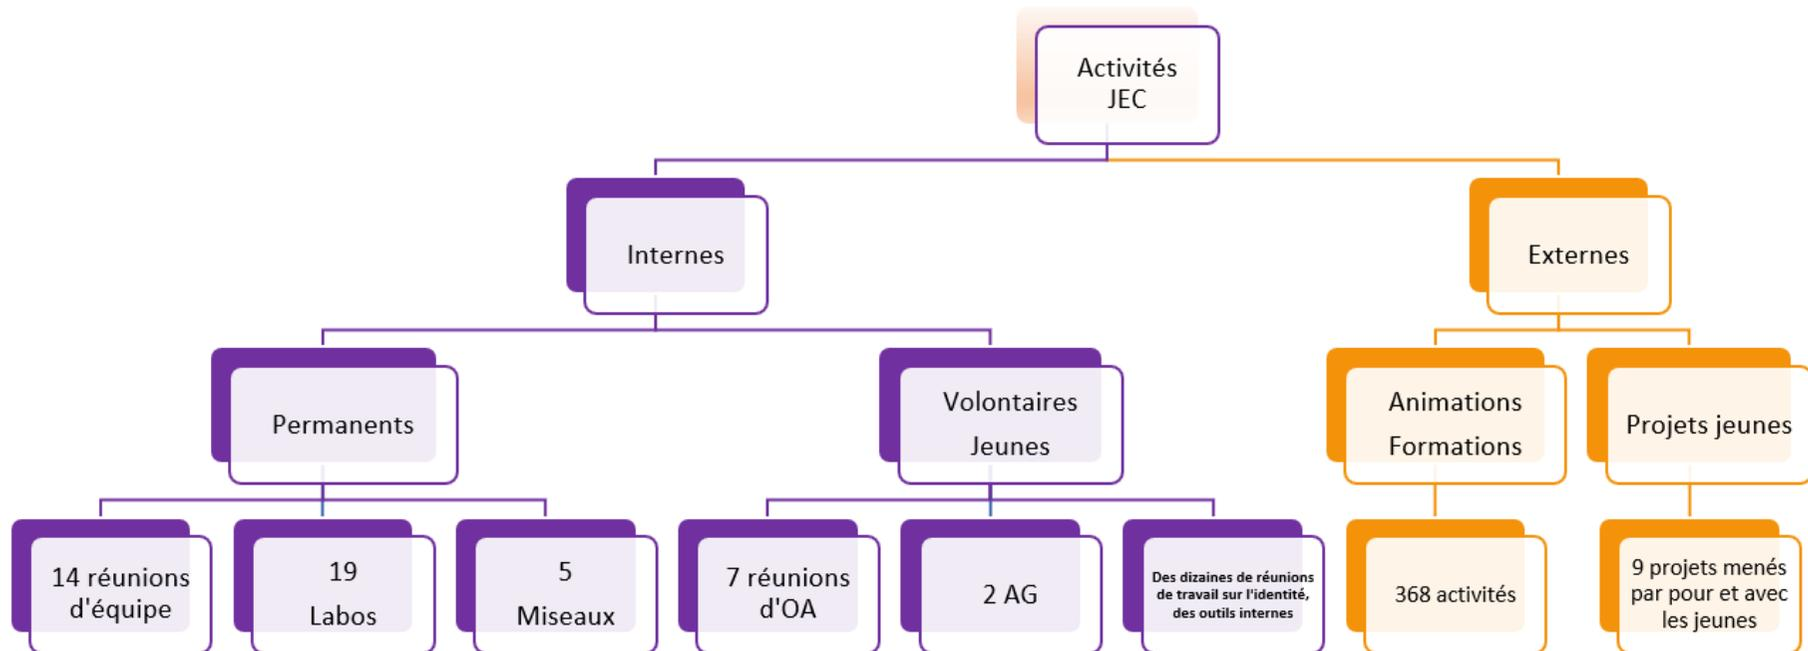 Activités
JEC
Internes
Externes
Permanents
Volontaires
Jeunes
Animations
Formations
Projets jeunes
14 réunions
d'équipe
19
Labos
5
Miseaux
7 réunions
d'OA
2 AG
Des dizaines de réunions
de travail sur l'identité,
des outils internes
368 activités
9 projets menés
par pour et avec
les jeunes